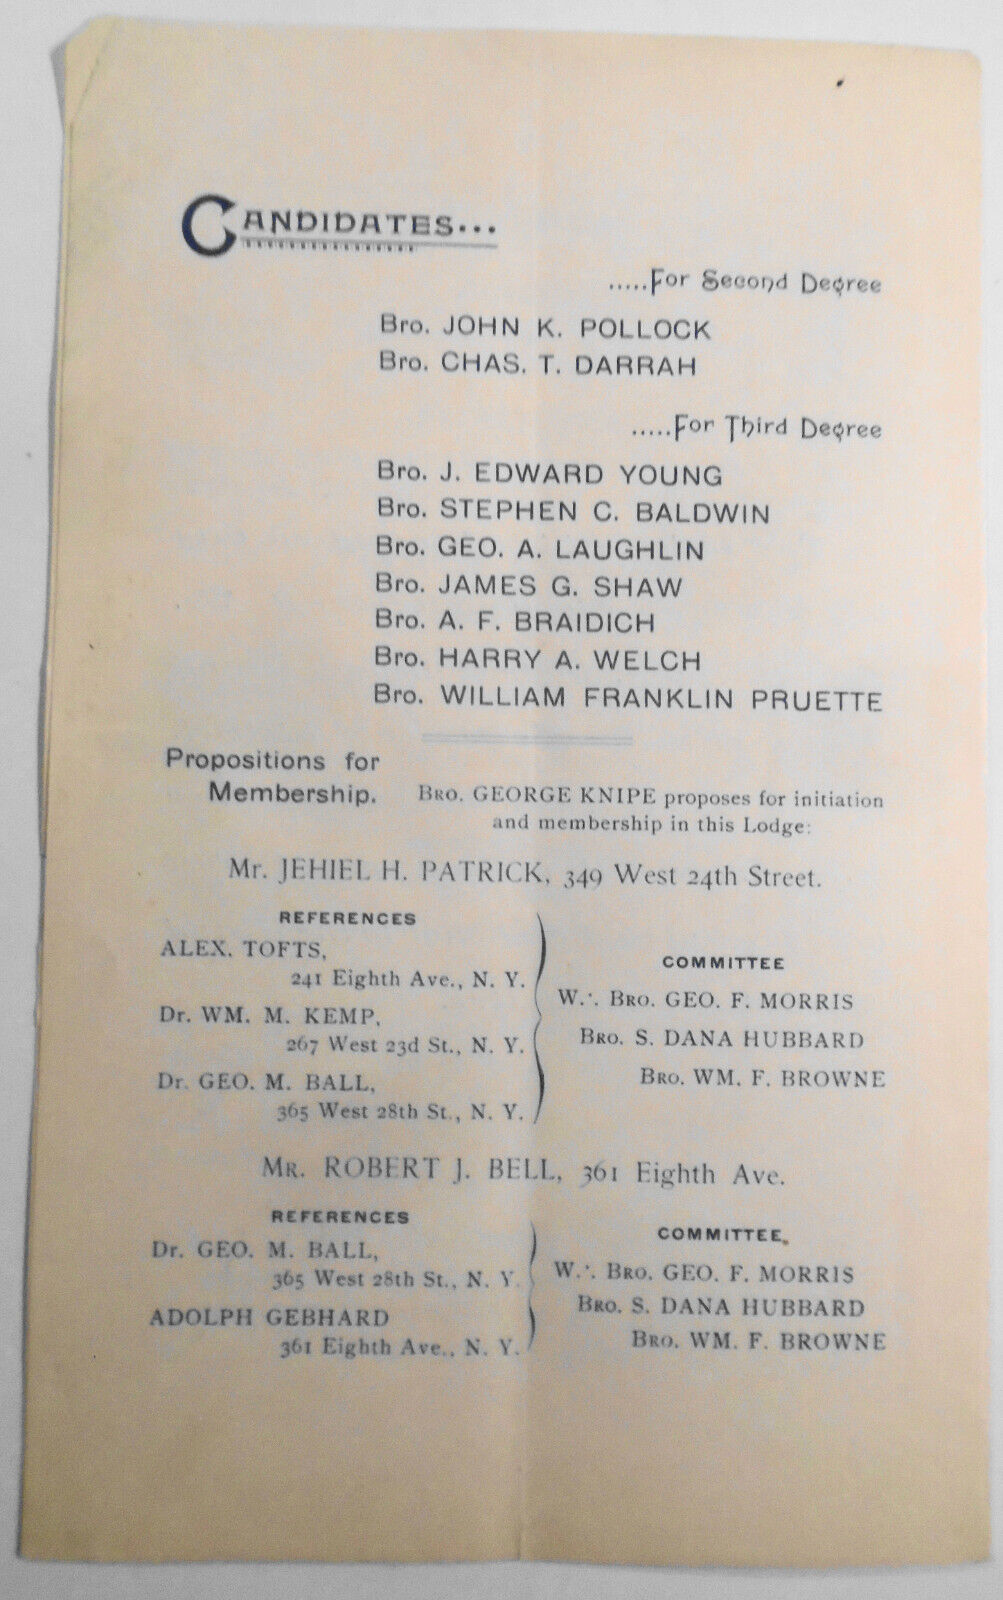 CANDIDATES...
.....For Second Degree
Bro. JOHN K. POLLOCK
Bro. CHAS. T. DARRAH
.....For Third Degree
Bro. J. EDWARD YOUNG
Bro. STEPHEN C. BALDWIN
Bro. GEO. A. LAUGHLIN
Bro. JAMES G. SHAW
Bro. A. F. BRAIDICH
Bro. HARRY A. WELCH
Bro. WILLIAM FRANKLIN PRUETTE
Propositions for
Membership.
BRO. GEORGE KNIPE proposes for initiation
and membership in this Lodge:
Mr. JEHIEL H. PATRICK, 349 West 24th Street.
REFERENCES
ALEX. TOFTS,
241 Eighth Ave., N. Y.
Dr. WM. M. KEMP,
267 West 23d St., N. Y.
Dr. GEO. M. BALL,
365 West 28th St., N. Y.
COMMITTEE
W∴ BRO. GEO. F. MORRIS
BRO. S. DANA HUBBARD
BRO. WM. F. BROWNE
MR. ROBERT J. BELL, 361 Eighth Ave.
REFERENCES
Dr. GEO. M. BALL,
365 West 28th St., N. Y.
ADOLPH GEBHARD
361 Eighth Ave., N. Y.
COMMITTEE.
W∴ BRO. GEO. F. MORRIS
BRO. S. DANA HUBBARD
BRO. WM. F. BROWNE